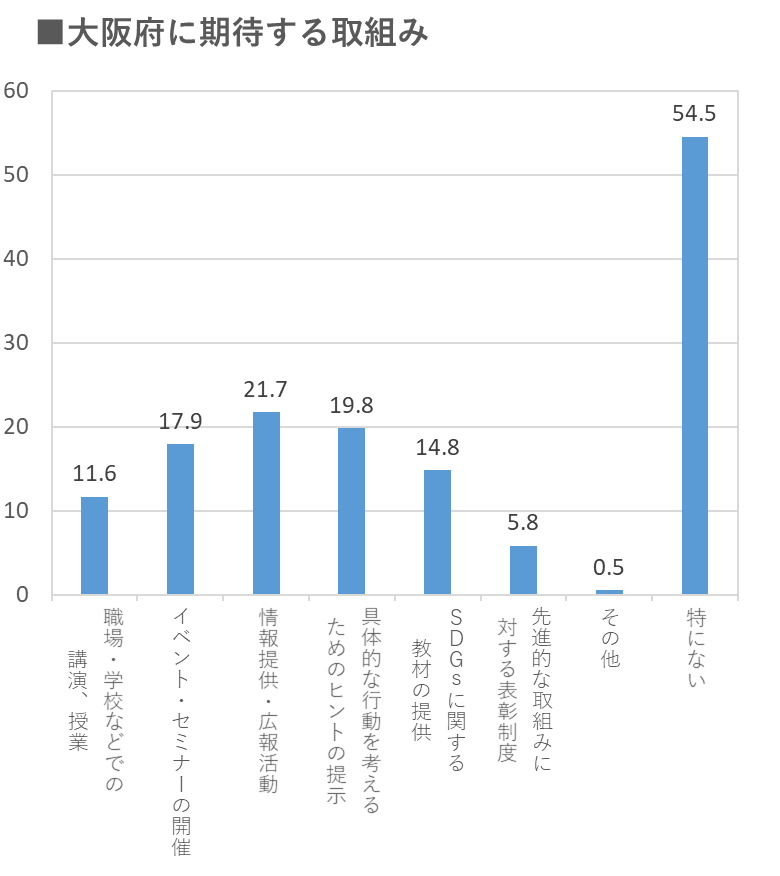 ■大阪府に期待する取組み
60
50
40
30
20
10
0
11.6
17.9
21.7
19.8
14.8
5.8
0.5
54.5
職場・学校などでの
講演、授業
イベント・セミナーの開催
情報提供・広報活動
具体的な行動を考える
ためのヒントの提示
ＳＤＧｓに関する
教材の提供
先進的な取組みに
対する表彰制度
その他
特にない